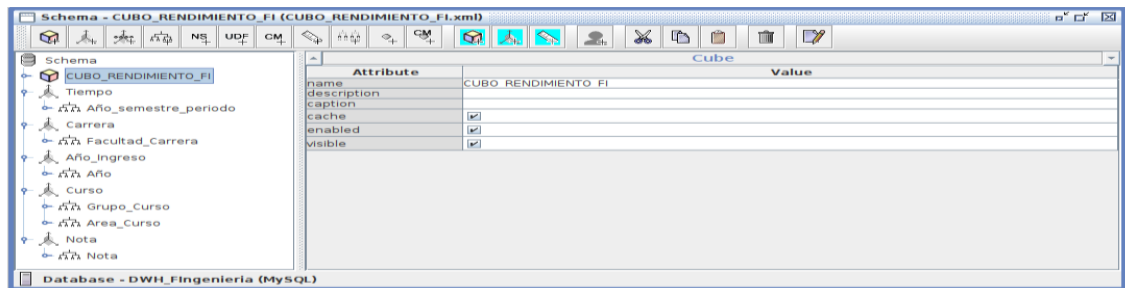 Schema - CUBO_RENDIMIENTO_FI (CUBO_RENDIMIENTO_FI.xml)
NS UDF CM CM
Schema
CUBO_RENDIMIENTO_FI
Tiempo
Año_semestre_periodo
Carrera
Facultad_Carrera
Año_Ingreso
Año
Curso
Grupo_Curso
Area_Curso
Nota
Nota
Cube
Attribute Value
name CUBO_RENDIMIENTO_FI
description
caption
cache
enabled
visible
Database - DWH_FIngenieria (MySQL)